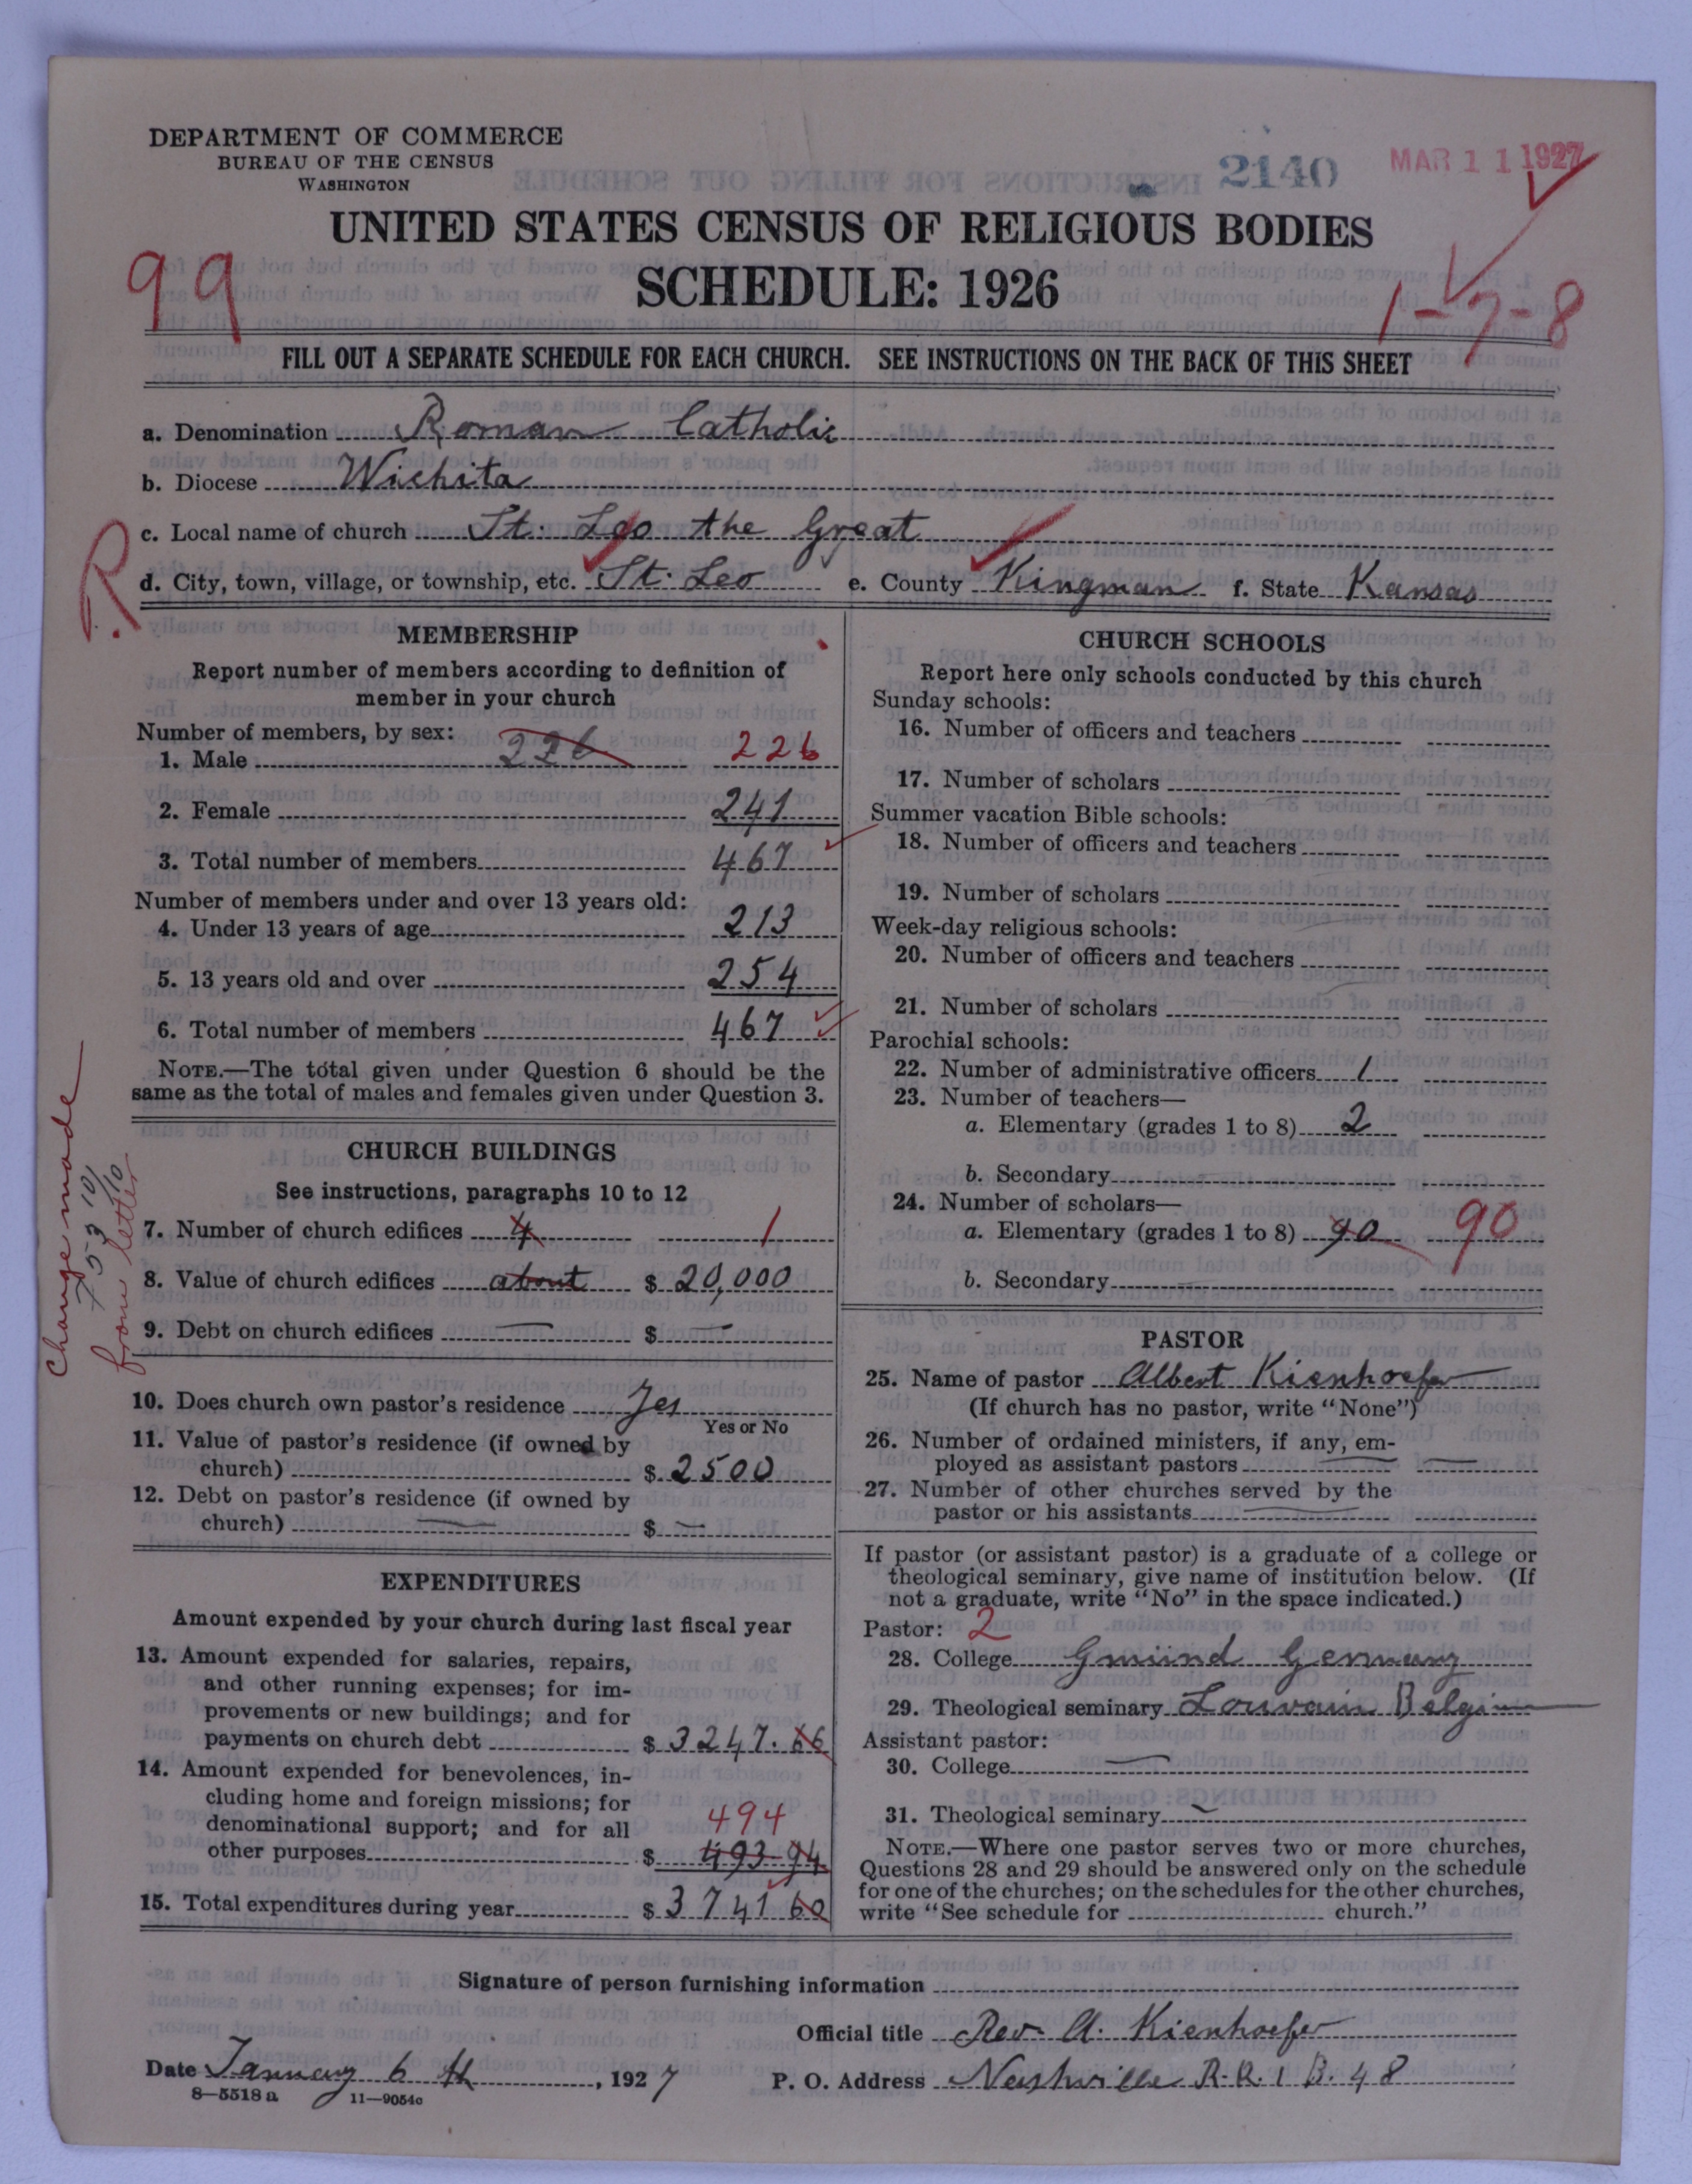 DEPARTMENT OF COMMERCE
BUREAU OF THE CENSUS
WASHINGTON
2140
MAR 11 1927
UNITED STATES CENSUS OF RELIGIOUS BODIES
99
SCHEDULE: 1926
1-7-8
FILL OUT A SEPARATE SCHEDULE FOR EACH CHURCH. SEE INSTRUCTIONS ON THE BACK OF THIS SHEET
a. Denomination Roman Catholic
b. Diocese Wichita
c. Local name of church St. Leo the Great
R
d. City, town, village, or township, etc. St. Leo e. County Kingman f. State Kansas
MEMBERSHIP
Report number of members according to definition of
member in your church
Number of members, by sex:
1. Male 226 226
2. Female 241
3. Total number of members 467
Number of members under and over 13 years old:
4. Under 13 years of age 213
5. 13 years old and over 254
6. Total number of members 467
NOTE.—The total given under Question 6 should be the
same as the total of males and females given under Question 3.
CHURCH BUILDINGS
See instructions, paragraphs 10 to 12
7. Number of church edifices 4 1
8. Value of church edifices about $ 20,000
9. Debt on church edifices — $ —
change made
from letter
10. Does church own pastor's residence Yes
Yes or No
11. Value of pastor's residence (if owned by
church) $ 2500
12. Debt on pastor's residence (if owned by
church) — $ —
EXPENDITURES
Amount expended by your church during last fiscal year
13. Amount expended for salaries, repairs,
and other running expenses; for im-
provements or new buildings; and for
payments on church debt $ 3247.66
14. Amount expended for benevolences, in-
cluding home and foreign missions; for
denominational support; and for all 494
other purposes $ 493-94
15. Total expenditures during year $ 3741 60
CHURCH SCHOOLS
Report here only schools conducted by this church
Sunday schools:
16. Number of officers and teachers
17. Number of scholars
Summer vacation Bible schools:
18. Number of officers and teachers
19. Number of scholars
Week-day religious schools:
20. Number of officers and teachers
21. Number of scholars
Parochial schools:
22. Number of administrative officers 1
23. Number of teachers—
a. Elementary (grades 1 to 8) 2
b. Secondary
24. Number of scholars—
a. Elementary (grades 1 to 8) 90 90
b. Secondary
PASTOR
25. Name of pastor Albert Kienhoefer
(If church has no pastor, write "None")
26. Number of ordained ministers, if any, em-
ployed as assistant pastors — —
27. Number of other churches served by the
pastor or his assistants —
If pastor (or assistant pastor) is a graduate of a college or
theological seminary, give name of institution below. (If
not a graduate, write "No" in the space indicated.)
Pastor: 2
28. College Gmünd Germany
29. Theological seminary Louvain Belgium
Assistant pastor:
30. College —
31. Theological seminary —
NOTE.—Where one pastor serves two or more churches,
Questions 28 and 29 should be answered only on the schedule
for one of the churches; on the schedules for the other churches,
write "See schedule for church."
Signature of person furnishing information
Official title Rev. A. Kienhoefer
Date January 6 th, 1927 P. O. Address Nashville R.R. 1 B. 48
8—5518 a 11—9054c